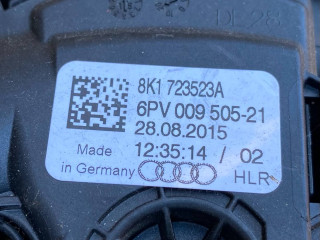 8K1 723523A
6PV 009 505-21
28.08.2015
Made 12:35:14 / 02
in Germany HLR